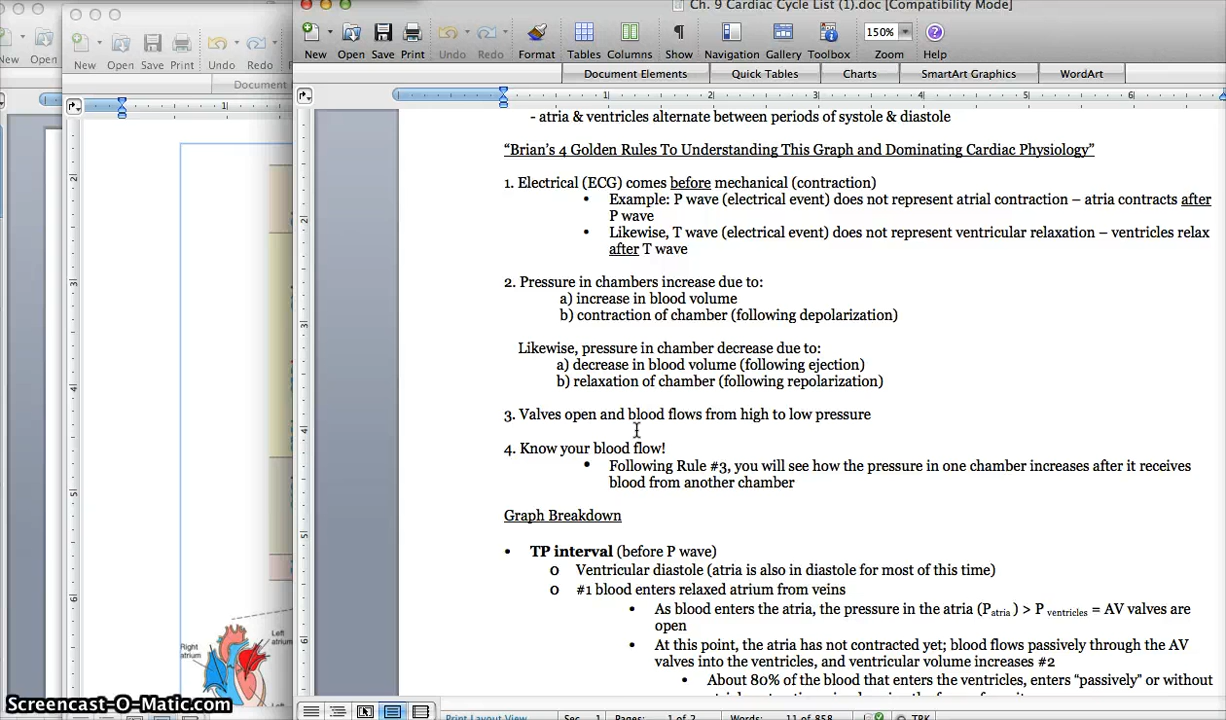 Ch. 9 Cardiac Cycle List (1).doc [Compatibility Mode]
New Open Save Print Undo Redo Format Tables Columns Show Navigation Gallery Toolbox Zoom Help
150%
Open New Open Save Print Undo Redo
Document Elements Quick Tables Charts SmartArt Graphics WordArt
Document
- atria & ventricles alternate between periods of systole & diastole
“Brian’s 4 Golden Rules To Understanding This Graph and Dominating Cardiac Physiology”
1. Electrical (ECG) comes before mechanical (contraction)
• Example: P wave (electrical event) does not represent atrial contraction – atria contracts after
P wave
• Likewise, T wave (electrical event) does not represent ventricular relaxation – ventricles relax
after T wave
2. Pressure in chambers increase due to:
a) increase in blood volume
b) contraction of chamber (following depolarization)
Likewise, pressure in chamber decrease due to:
a) decrease in blood volume (following ejection)
b) relaxation of chamber (following repolarization)
3. Valves open and blood flows from high to low pressure
4. Know your blood flow!
• Following Rule #3, you will see how the pressure in one chamber increases after it receives
blood from another chamber
Graph Breakdown
• TP interval (before P wave)
o Ventricular diastole (atria is also in diastole for most of this time)
o #1 blood enters relaxed atrium from veins
• As blood enters the atria, the pressure in the atria (Patria ) > P ventricles = AV valves are
open
• At this point, the atria has not contracted yet; blood flows passively through the AV
valves into the ventricles, and ventricular volume increases #2
• About 80% of the blood that enters the ventricles, enters “passively” or without
Right
atrium
Left
atrium
Screencast-O-Matic.com
Print Layout View Sec 1 Pages: 1 of 2 Words: 11 of 858 TRK